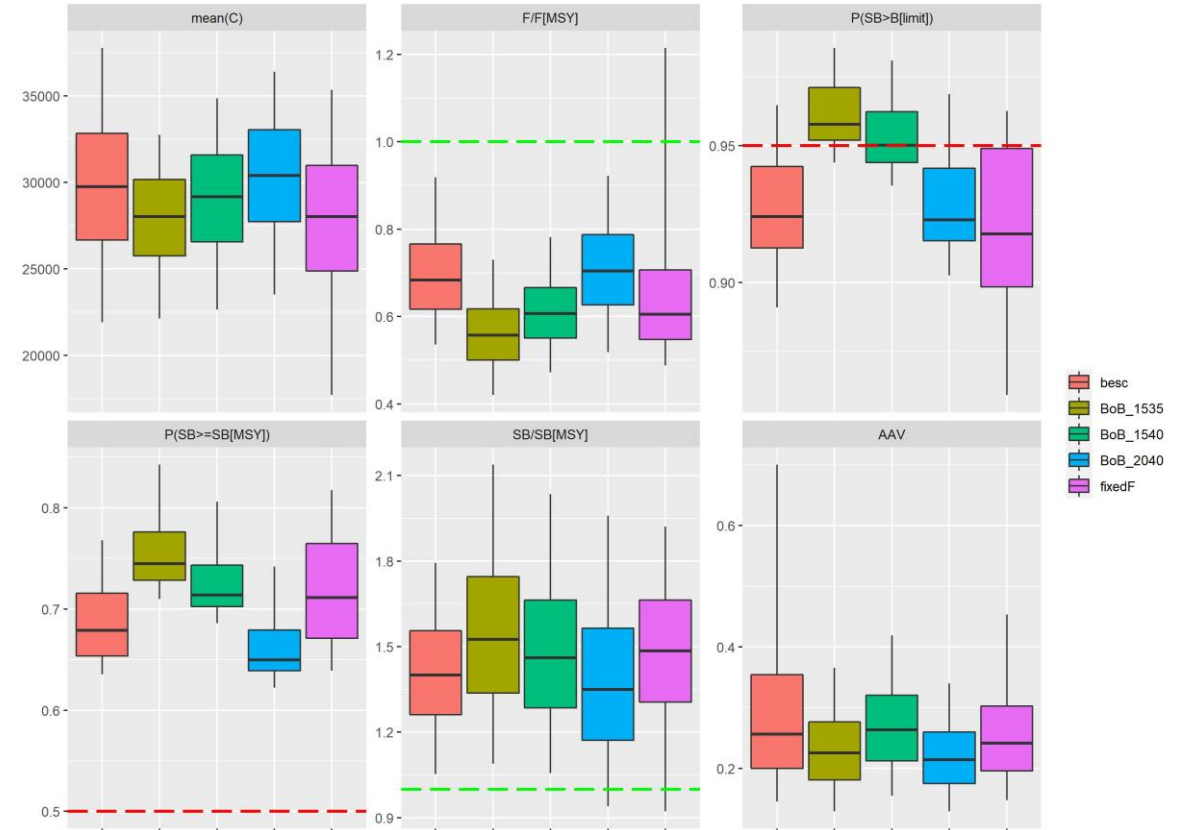 mean(C)
F/F[MSY]
P(SB>B[limit])
35000
30000
25000
20000
1.2
1.0
0.8
0.6
0.4
0.95
0.90
P(SB>=SB[MSY])
SB/SB[MSY]
AAV
0.8
0.7
0.6
0.5
2.1
1.8
1.5
1.2
0.9
0.6
0.4
0.2
besc
BoB_1535
BoB_1540
BoB_2040
fixedF